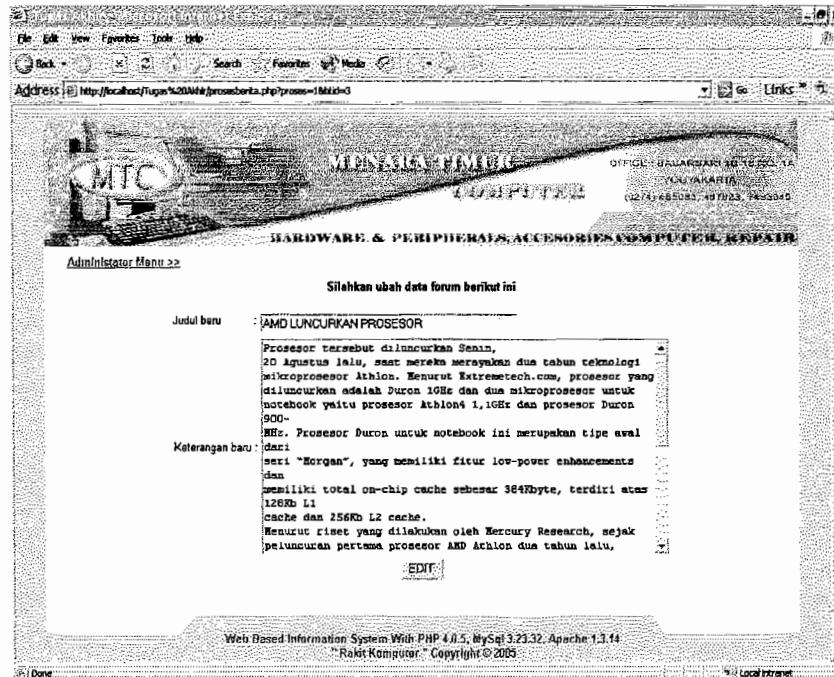 File Edit View Favorites Tools Help
Back Search Favorites Media
Address http://localhost/Tugas%20Akhir/prosesberita.php?proses=1&btid=3 Go Links
MTC
MENARA TIMUR
COMPUTER
YOGYAKARTA
HARDWARE & PERIPHERALS, ACCESORIES COMPUTER, REPAIR
Administator Menu >>
Silahkan ubah data forum berikut ini
Judul baru : AMD LUNCURKAN PROSESOR
Keterangan baru :
Prosesor tersebut diluncurkan Senin,
20 Agustus lalu, saat mereka merayakan dua tahun teknologi
mikroprosesor Athlon. Menurut Extremetech.com, prosesor yang
diluncurkan adalah Duron 1GHz dan dua mikroprosesor untuk
notebook yaitu prosesor Athlon4 1,1GHz dan prosesor Duron
900-
MHz. Prosesor Duron untuk notebook ini merupakan tipe awal
dari
seri "Morgan", yang memiliki fitur low-power enhancements
dan
memiliki total on-chip cache sebesar 384Kbyte, terdiri atas
128Kb L1
cache dan 256Kb L2 cache.
Menurut riset yang dilakukan oleh Mercury Research, sejak
peluncuran pertama prosesor AMD Athlon dua tahun lalu,
EDIT
Web Based Information System With PHP 4.0.5, MySql 3.23.32, Apache 1.3.14
"Rakit Komputer" Copyright © 2005
Done Local intranet